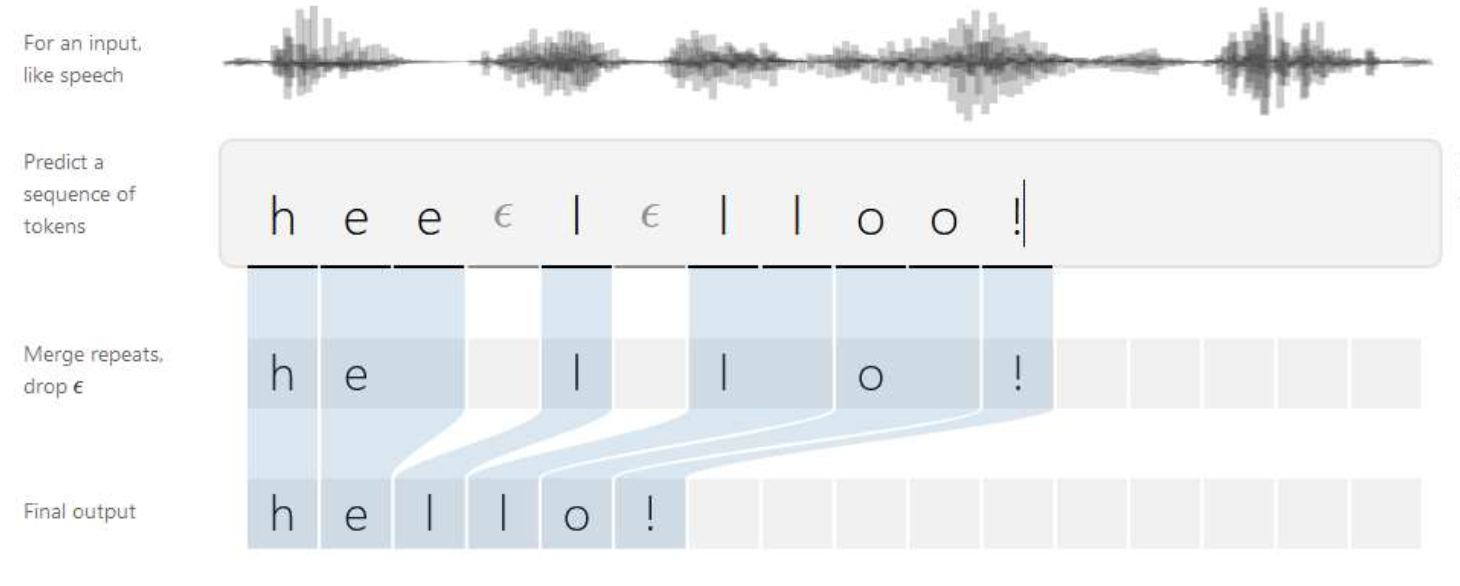 For an input,
like speech
Predict a
sequence of
tokens
h e e ϵ l ϵ l l o o !
Merge repeats,
drop ϵ
h e l l o !
Final output
h e l l o !